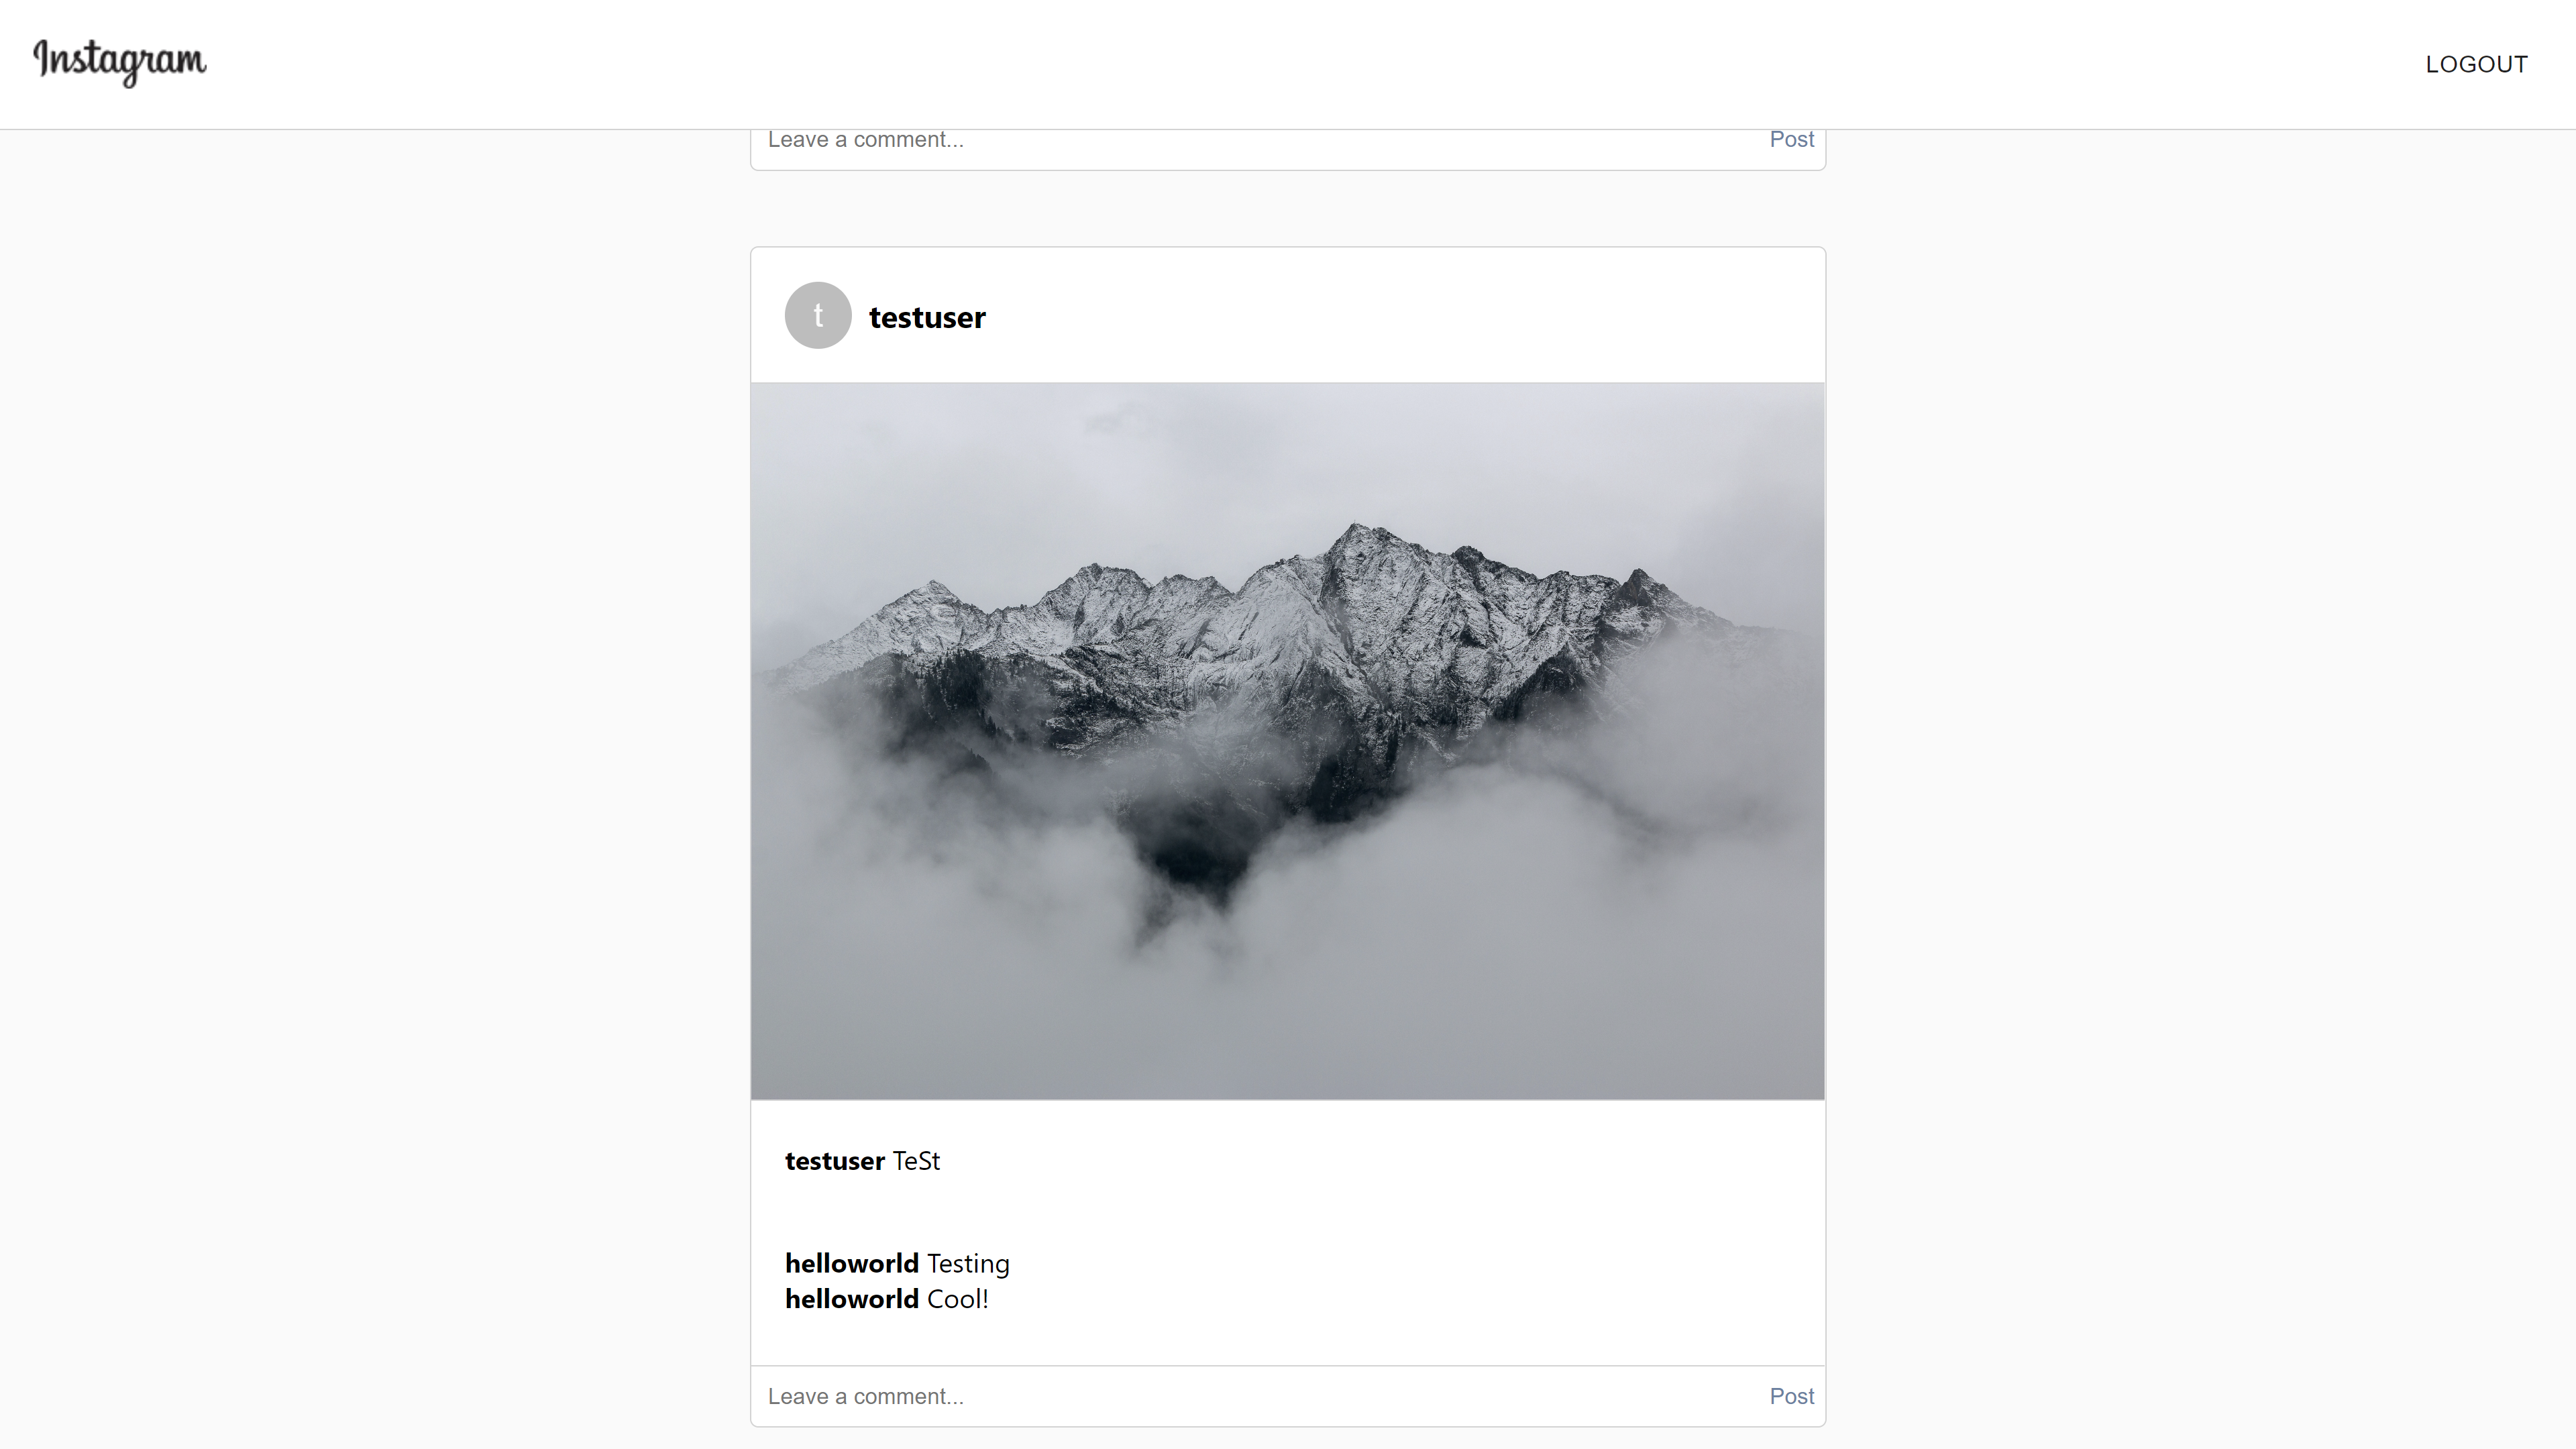 Instagram
LOGOUT
Leave a comment... Post
t testuser
testuser TeSt
helloworld Testing
helloworld Cool!
Leave a comment... Post